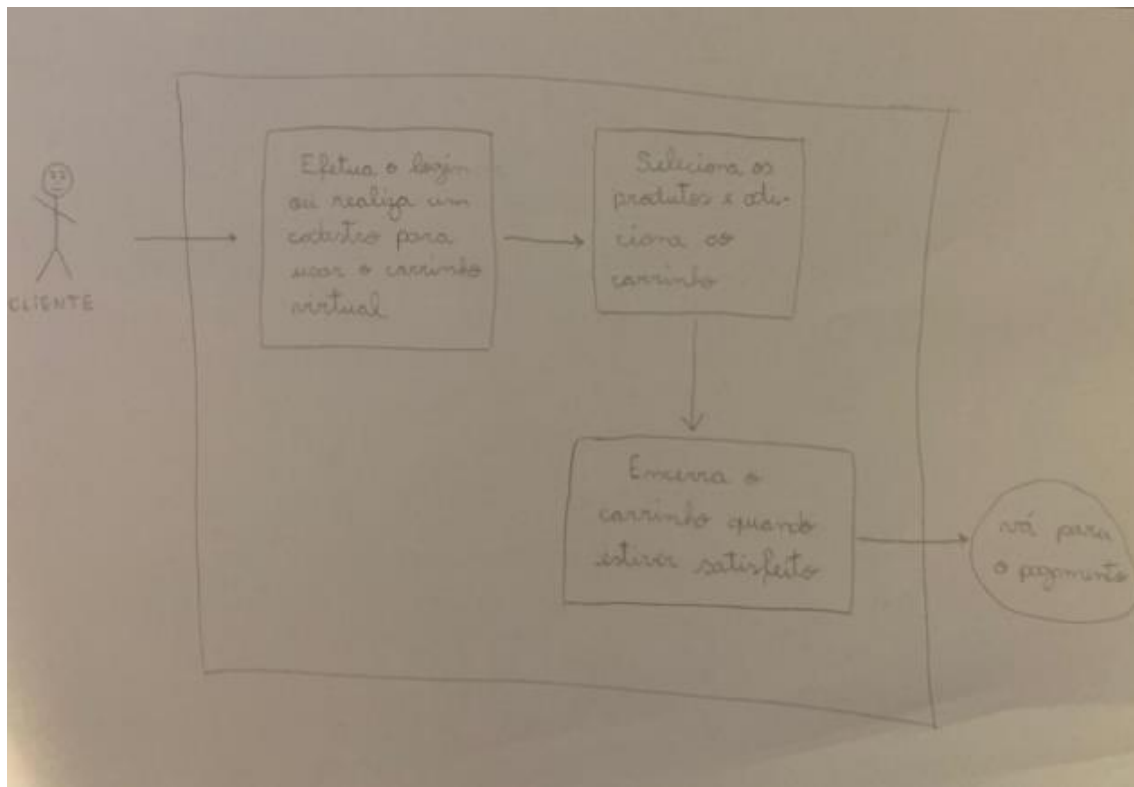 CLIENTE
Efetua o login
ou realiza um
cadastro para
usar o carrinho
virtual
Seleciona os
produtos e adi-
ciona ao
carrinho
Encerra o
carrinho quando
estiver satisfeito
vá para
o pagamento